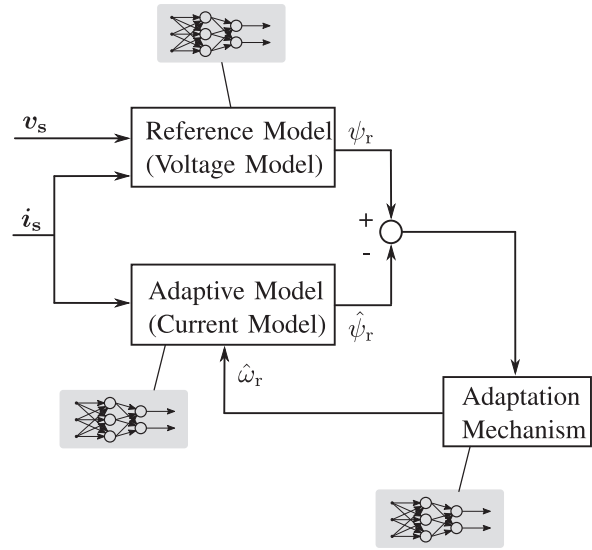 v_s
Reference Model
(Voltage Model)
ψ_r
i_s
+
-
Adaptive Model
(Current Model)
ψ̂_r
ω̂_r
Adaptation
Mechanism